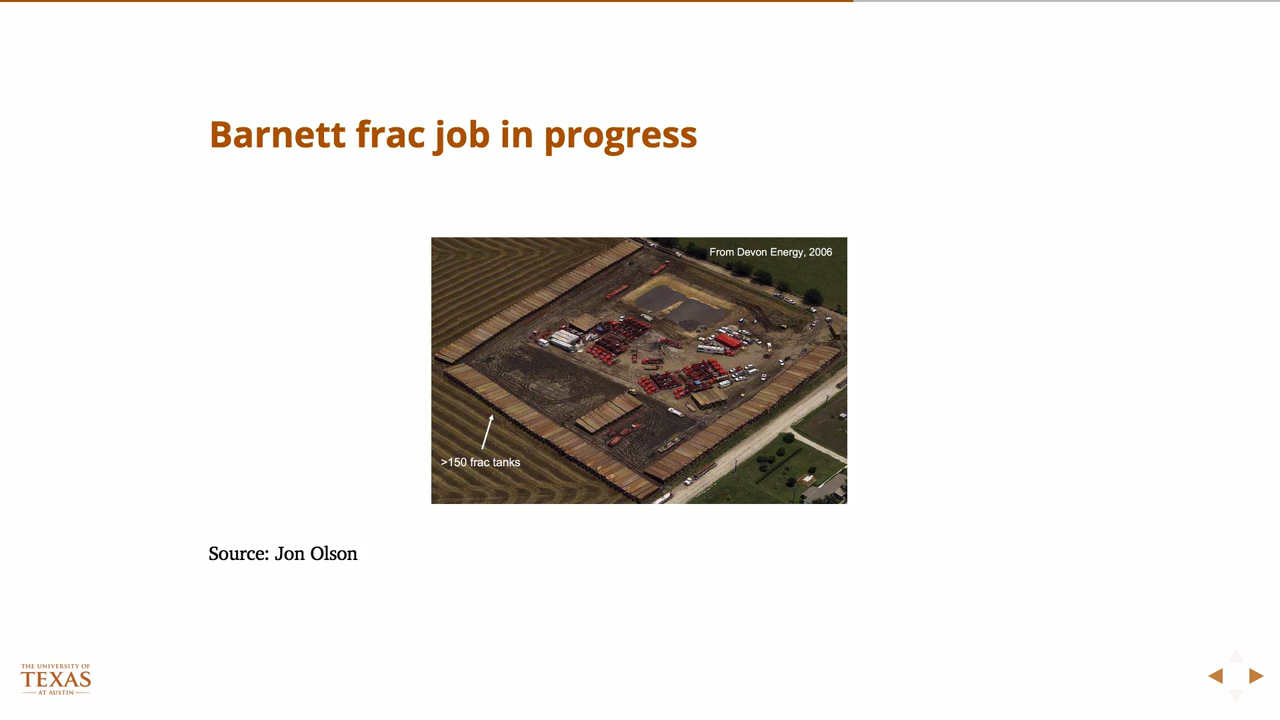 Barnett frac job in progress
From Devon Energy, 2006
>150 frac tanks
Source: Jon Olson
THE UNIVERSITY OF
TEXAS
AT AUSTIN